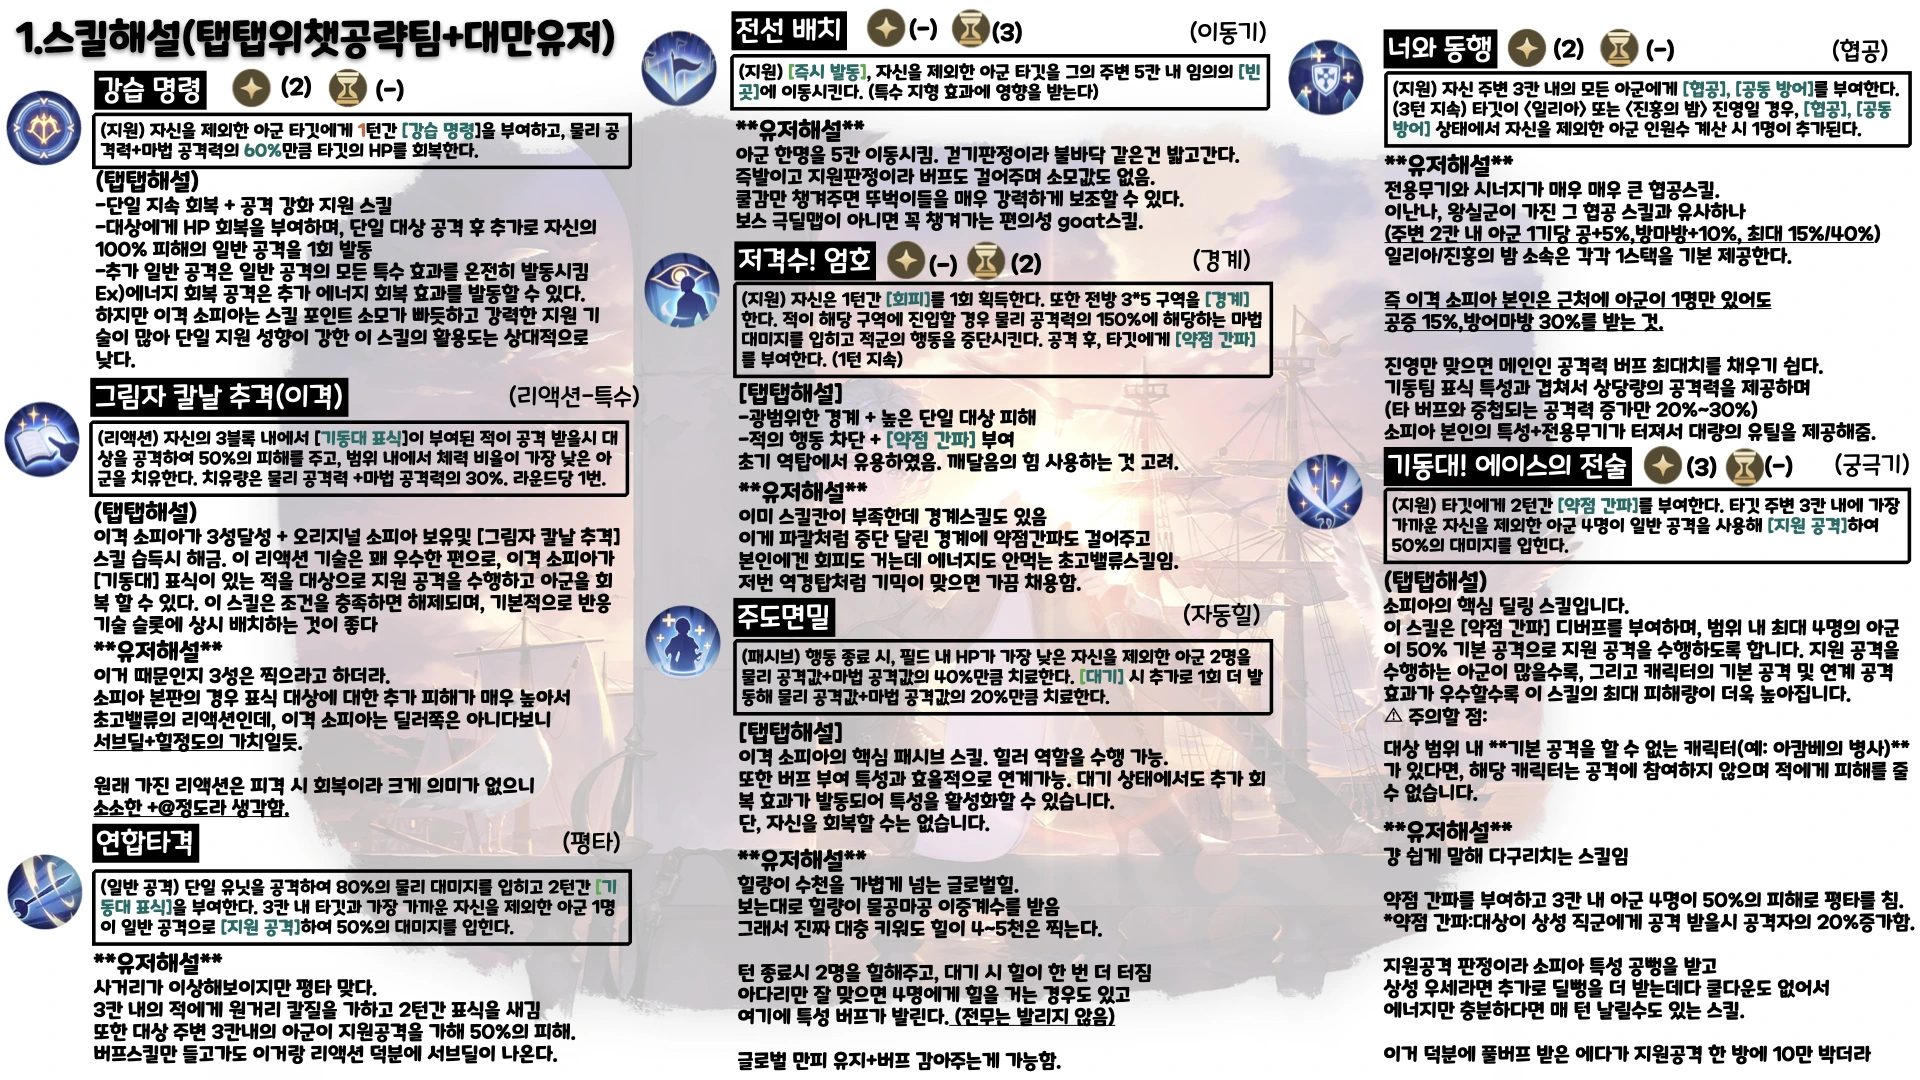 1.스킬해설(탭탭위챗공략팀+대만유저)
강습 명령 (2) (-)
(지원) 자신을 제외한 아군 타깃에게 1턴간 [강습 명령]을 부여하고, 물리 공
격력+마법 공격력의 60%만큼 타깃의 HP를 회복한다.
(탭탭해설)
-단일 지속 회복 + 공격 강화 지원 스킬
-대상에게 HP 회복을 부여하며, 단일 대상 공격 후 추가로 자신의
100% 피해의 일반 공격을 1회 발동
-추가 일반 공격은 일반 공격의 모든 특수 효과를 온전히 발동시킴
Ex)에너지 회복 공격은 추가 에너지 회복 효과를 발동할 수 있다.
하지만 이격 소피아는 스킬 포인트 소모가 빠듯하고 강력한 지원 기
술이 많아 단일 지원 성향이 강한 이 스킬의 활용도는 상대적으로
낮다.
그림자 칼날 추격(이격) (리액션-특수)
(리액션) 자신의 3블록 내에서 [기동대 표식]이 부여된 적이 공격 받을시 대
상을 공격하여 50%의 피해를 주고, 범위 내에서 체력 비율이 가장 낮은 아
군을 치유한다. 치유량은 물리 공격력 +마법 공격력의 30%. 라운드당 1번.
(탭탭해설)
이격 소피아가 3성달성 + 오리지널 소피아 보유및 [그림자 칼날 추격]
스킬 습득시 해금. 이 리액션 기술은 꽤 우수한 편으로, 이격 소피아가
[기동대] 표식이 있는 적을 대상으로 지원 공격을 수행하고 아군을 회
복 할 수 있다. 이 스킬은 조건을 충족하면 해제되며, 기본적으로 반응
기술 슬롯에 상시 배치하는 것이 좋다
**유저해설**
이거 때문인지 3성은 찍으라고 하더라.
소피아 본판의 경우 표식 대상에 대한 추가 피해가 매우 높아서
초고밸류의 리액션인데, 이격 소피아는 딜러쪽은 아니다보니
서브딜+힐정도의 가치일듯.
원래 가진 리액션은 피격 시 회복이라 크게 의미가 없으니
소소한 +@정도라 생각함.
연합타격 (평타)
(일반 공격) 단일 유닛을 공격하여 80%의 물리 대미지를 입히고 2턴간 [기
동대 표식]을 부여한다. 3칸 내 타깃과 가장 가까운 자신을 제외한 아군 1명
이 일반 공격으로 [지원 공격]하여 50%의 대미지를 입힌다.
**유저해설**
사거리가 이상해보이지만 평타 맞다.
3칸 내의 적에게 원거리 칼질을 가하고 2턴간 표식을 새김
또한 대상 주변 3칸내의 아군이 지원공격을 가해 50%의 피해.
버프스킬만 들고가도 이거랑 리액션 덕분에 서브딜이 나온다.
전선 배치 (-) (3) (이동기)
(지원) [즉시 발동], 자신을 제외한 아군 타깃을 그의 주변 5칸 내 임의의 [빈
곳]에 이동시킨다. (특수 지형 효과에 영향을 받는다)
**유저해설**
아군 한명을 5칸 이동시킴. 걷기판정이라 불바닥 같은건 밟고간다.
즉발이고 지원판정이라 버프도 걸어주며 소모값도 없음.
쿨감만 챙겨주면 뚜벅이들을 매우 강력하게 보조할 수 있다.
보스 극딜맵이 아니면 꼭 챙겨가는 편의성 goat스킬.
저격수! 엄호 (-) (2) (경계)
(지원) 자신은 1턴간 [회피]를 1회 획득한다. 또한 전방 3*5 구역을 [경계]
한다. 적이 해당 구역에 진입할 경우 물리 공격력의 150%에 해당하는 마법
대미지를 입히고 적군의 행동을 중단시킨다. 공격 후, 타깃에게 [약점 간파]
를 부여한다. (1턴 지속)
[탭탭해설]
-광범위한 경계 + 높은 단일 대상 피해
-적의 행동 차단 + [약점 간파] 부여
초기 역탑에서 유용하였음. 깨달음의 힘 사용하는 것 고려.
**유저해설**
이미 스킬칸이 부족한데 경계스킬도 있음
이게 파칼처럼 중단 달린 경계에 약점간파도 걸어주고
본인에겐 회피도 거는데 에너지도 안먹는 초고밸류스킬임.
저번 역경탑처럼 기믹이 맞으면 가끔 채용함.
주도면밀 (자동힐)
(패시브) 행동 종료 시, 필드 내 HP가 가장 낮은 자신을 제외한 아군 2명을
물리 공격값+마법 공격값의 40%만큼 치료한다. [대기] 시 추가로 1회 더 발
동해 물리 공격값+마법 공격값의 20%만큼 치료한다.
[탭탭해설]
이격 소피아의 핵심 패시브 스킬. 힐러 역할을 수행 가능.
또한 버프 부여 특성과 효율적으로 연계가능. 대기 상태에서도 추가 회
복 효과가 발동되어 특성을 활성화할 수 있습니다.
단, 자신을 회복할 수는 없습니다.
**유저해설**
힐량이 수천을 가볍게 넘는 글로벌힐.
보는대로 힐량이 물공마공 이중계수를 받음
그래서 진짜 대충 키워도 힐이 4~5천은 찍는다.
턴 종료시 2명을 힐해주고, 대기 시 힐이 한 번 더 터짐
아다리만 잘 맞으면 4명에게 힐을 거는 경우도 있고
여기에 특성 버프가 발린다. (전무는 발리지 않음)
글로벌 만피 유지+버프 감아주는게 가능함.
너와 동행 (2) (-) (협공)
(지원) 자신 주변 3칸 내의 모든 아군에게 [협공], [공동 방어]를 부여한다.
(3턴 지속) 타깃이 <일리아> 또는 <진홍의 밤> 진영일 경우, [협공], [공동
방어] 상태에서 자신을 제외한 아군 인원수 계산 시 1명이 추가된다.
**유저해설**
전용무기와 시너지가 매우 매우 큰 협공스킬.
이난나, 왕실군이 가진 그 협공 스킬과 유사하나
(주변 2칸 내 아군 1기당 공+5%,방마방+10%, 최대 15%/40%)
일리아/진홍의 밤 소속은 각각 1스택을 기본 제공한다.
즉 이격 소피아 본인은 근처에 아군이 1명만 있어도
공증 15%,방어마방 30%를 받는 것.
진영만 맞으면 메인인 공격력 버프 최대치를 채우기 쉽다.
기동팀 표식 특성과 겹쳐서 상당량의 공격력을 제공하며
(타 버프와 중첩되는 공격력 증가만 20%~30%)
소피아 본인의 특성+전용무기가 터져서 대량의 유틸을 제공해줌.
기동대! 에이스의 전술 (3) (-) (궁극기)
(지원) 타깃에게 2턴간 [약점 간파]를 부여한다. 타깃 주변 3칸 내에 가장
가까운 자신을 제외한 아군 4명이 일반 공격을 사용해 [지원 공격]하여
50%의 대미지를 입힌다.
(탭탭해설)
소피아의 핵심 딜링 스킬입니다.
이 스킬은 [약점 간파] 디버프를 부여하며, 범위 내 최대 4명의 아군
이 50% 기본 공격으로 지원 공격을 수행하도록 합니다. 지원 공격을
수행하는 아군이 많을수록, 그리고 캐릭터의 기본 공격 및 연계 공격
효과가 우수할수록 이 스킬의 최대 피해량이 더욱 높아집니다.
⚠ 주의할 점:
대상 범위 내 **기본 공격을 할 수 없는 캐릭터(예: 아캄베의 병사)**
가 있다면, 해당 캐릭터는 공격에 참여하지 않으며 적에게 피해를 줄
수 없습니다.
**유저해설**
걍 쉽게 말해 다구리치는 스킬임
약점 간파를 부여하고 3칸 내 아군 4명이 50%의 피해로 평타를 침.
*약점 간파:대상이 상성 직군에게 공격 받을시 공격자의 20%증가함.
지원공격 판정이라 소피아 특성 공뻥을 받고
상성 우세라면 추가로 딜뻥을 더 받는데다 쿨다운도 없어서
에너지만 충분하다면 매 턴 날릴수도 있는 스킬.
이거 덕분에 풀버프 받은 에다가 지원공격 한 방에 10만 박더라